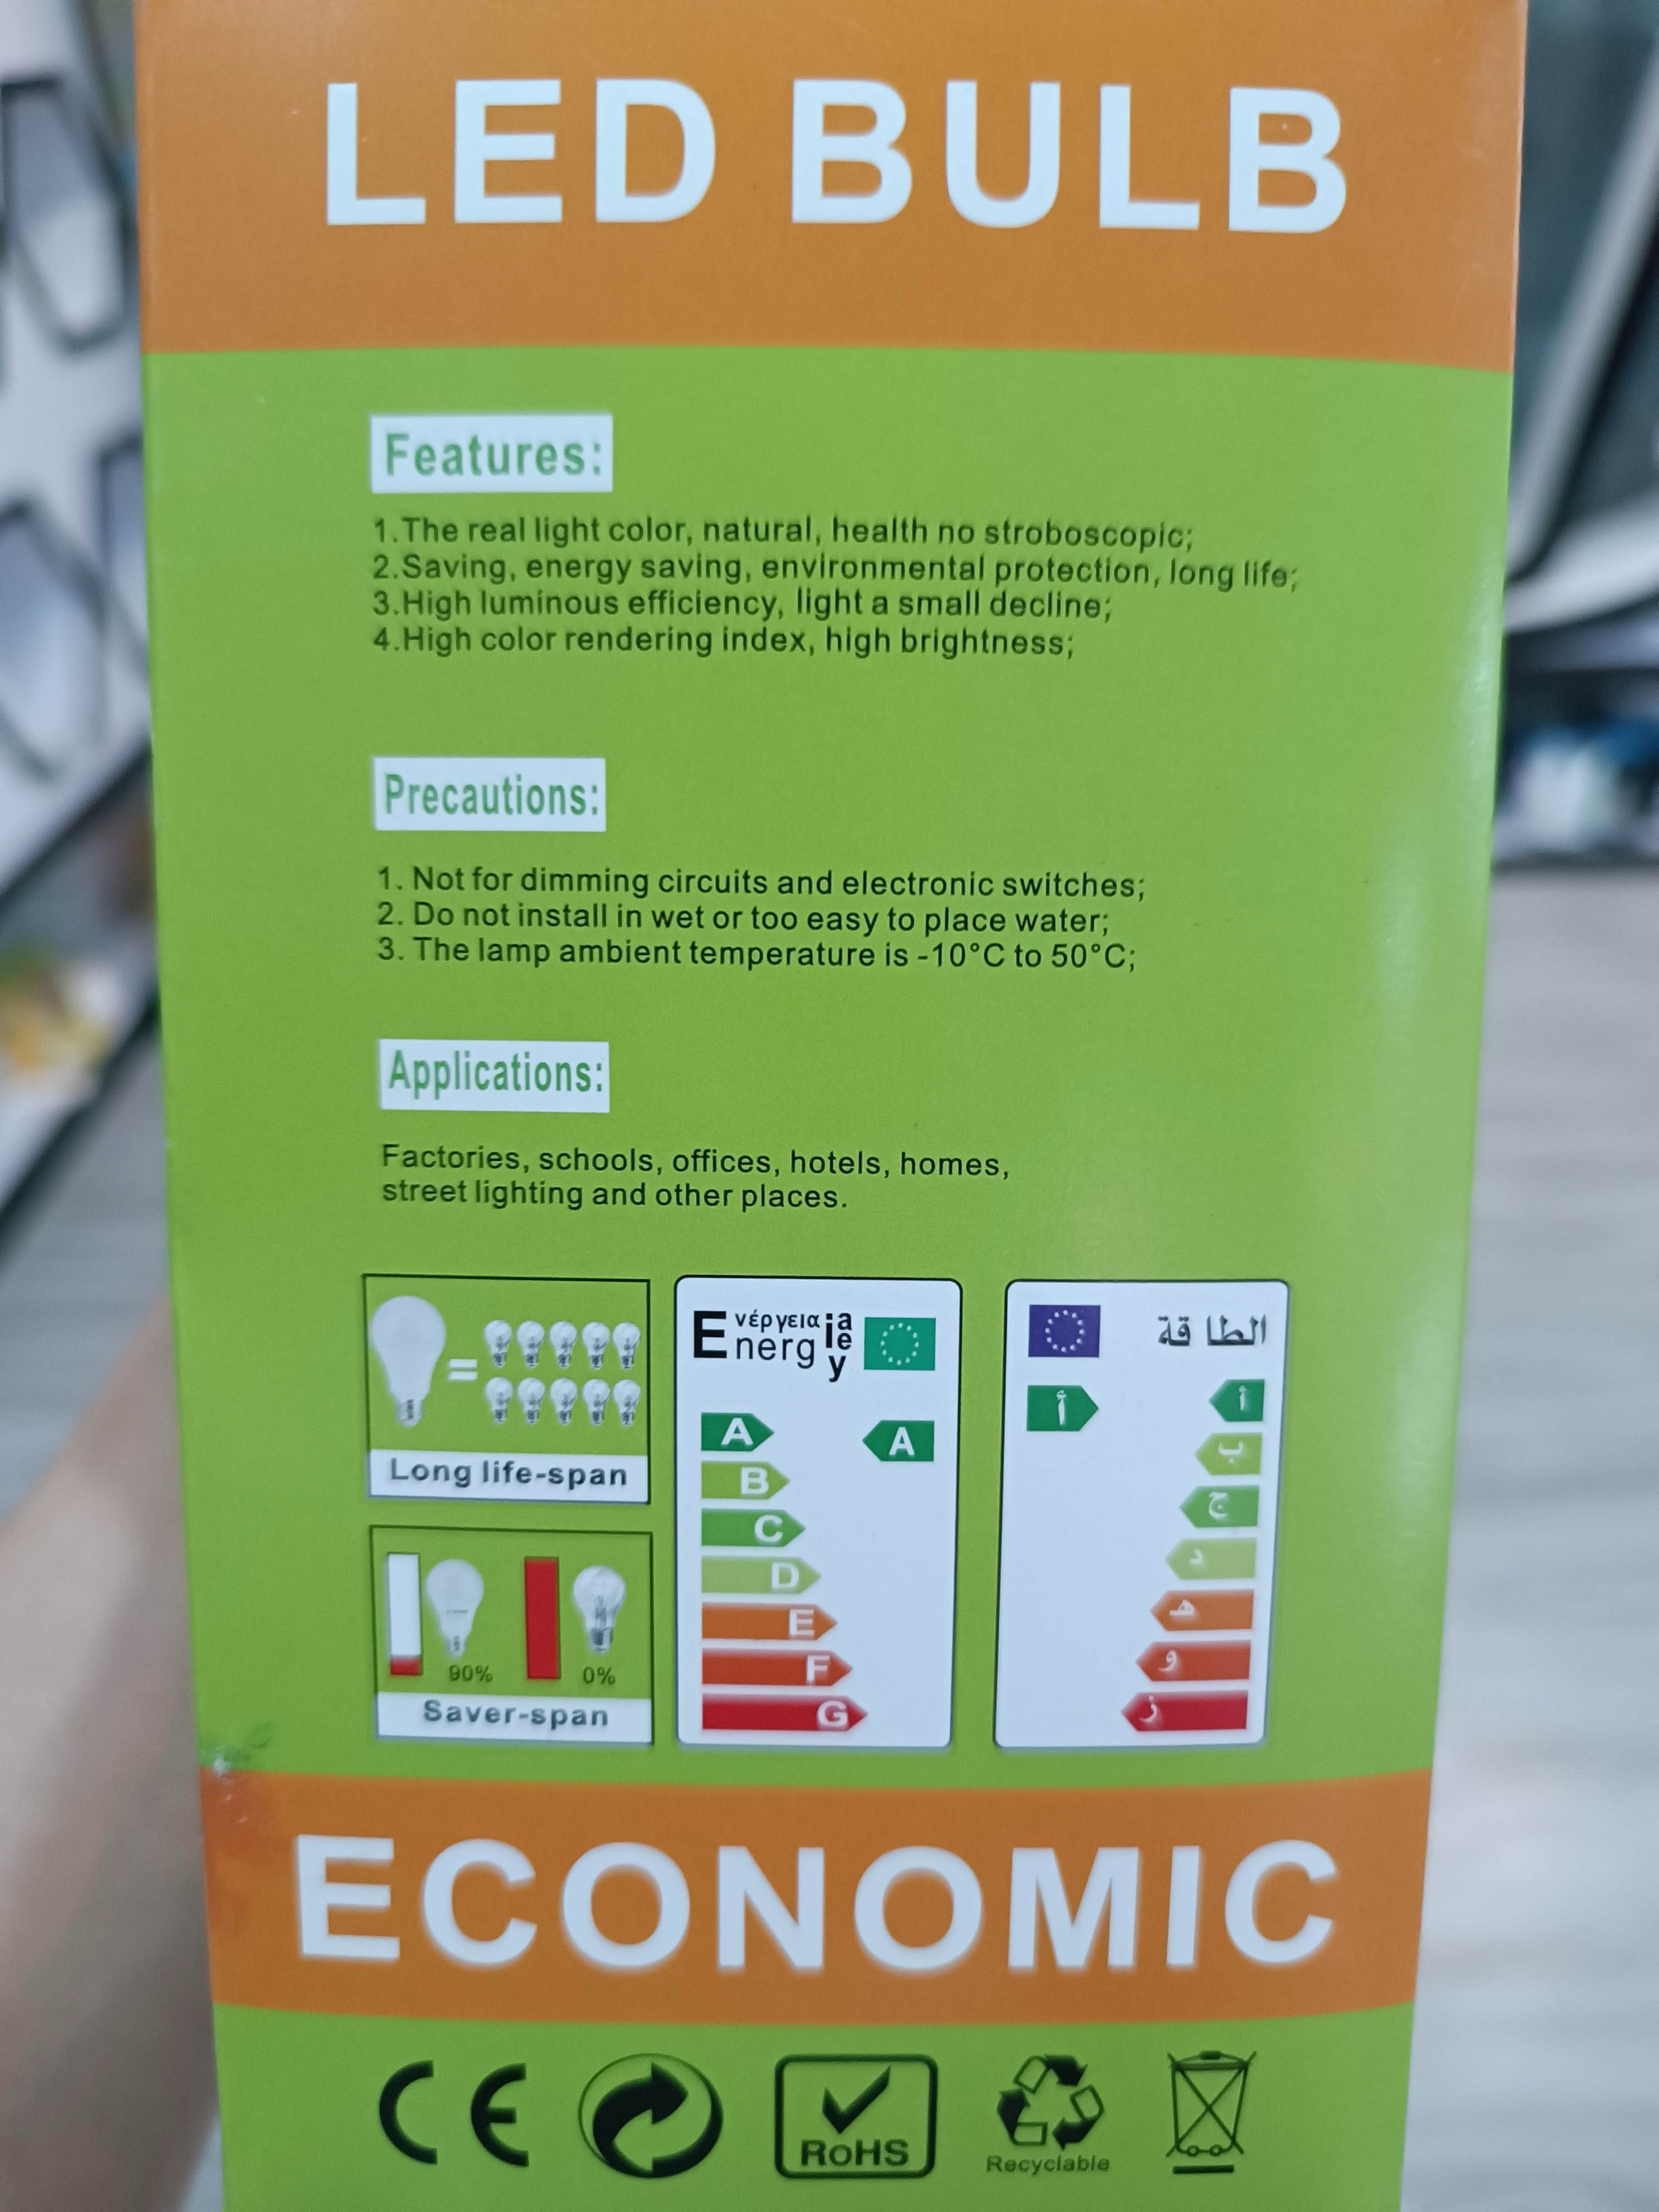 LED BULB
Features:
1.The real light color, natural, health no stroboscopic;
2.Saving, energy saving, environmental protection, long life;
3.High luminous efficiency, light a small decline;
4.High color rendering index, high brightness;
Precautions:
1. Not for dimming circuits and electronic switches;
2. Do not install in wet or too easy to place water;
3. The lamp ambient temperature is -10°C to 50°C;
Applications:
Factories, schools, offices, hotels, homes,
street lighting and other places.
=
Long life-span
90% 0%
Saver-span
Energ νέργεια ia ie y
A A
B
C
D
E
F
G
الطاقة
أ أ
ب
ج
د
هـ
و
ز
ECONOMIC
CE
RoHS
Recyclable